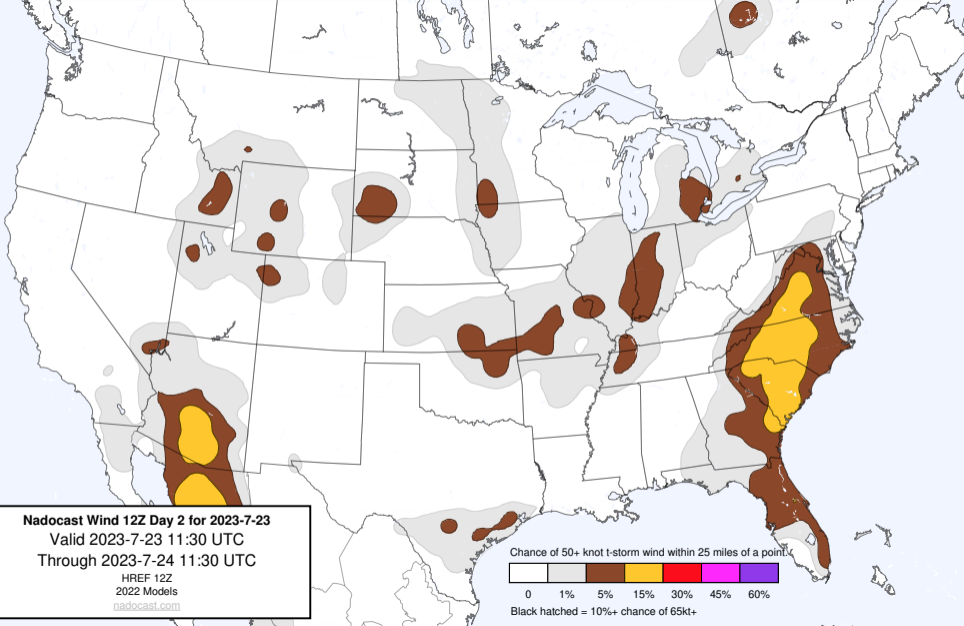 Nadocast Wind 12Z Day 2 for 2023-7-23
Valid 2023-7-23 11:30 UTC
Through 2023-7-24 11:30 UTC
HREF 12Z
2022 Models
nadocast.com
Chance of 50+ knot t-storm wind within 25 miles of a point.
0 1% 5% 15% 30% 45% 60%
Black hatched = 10%+ chance of 65kt+